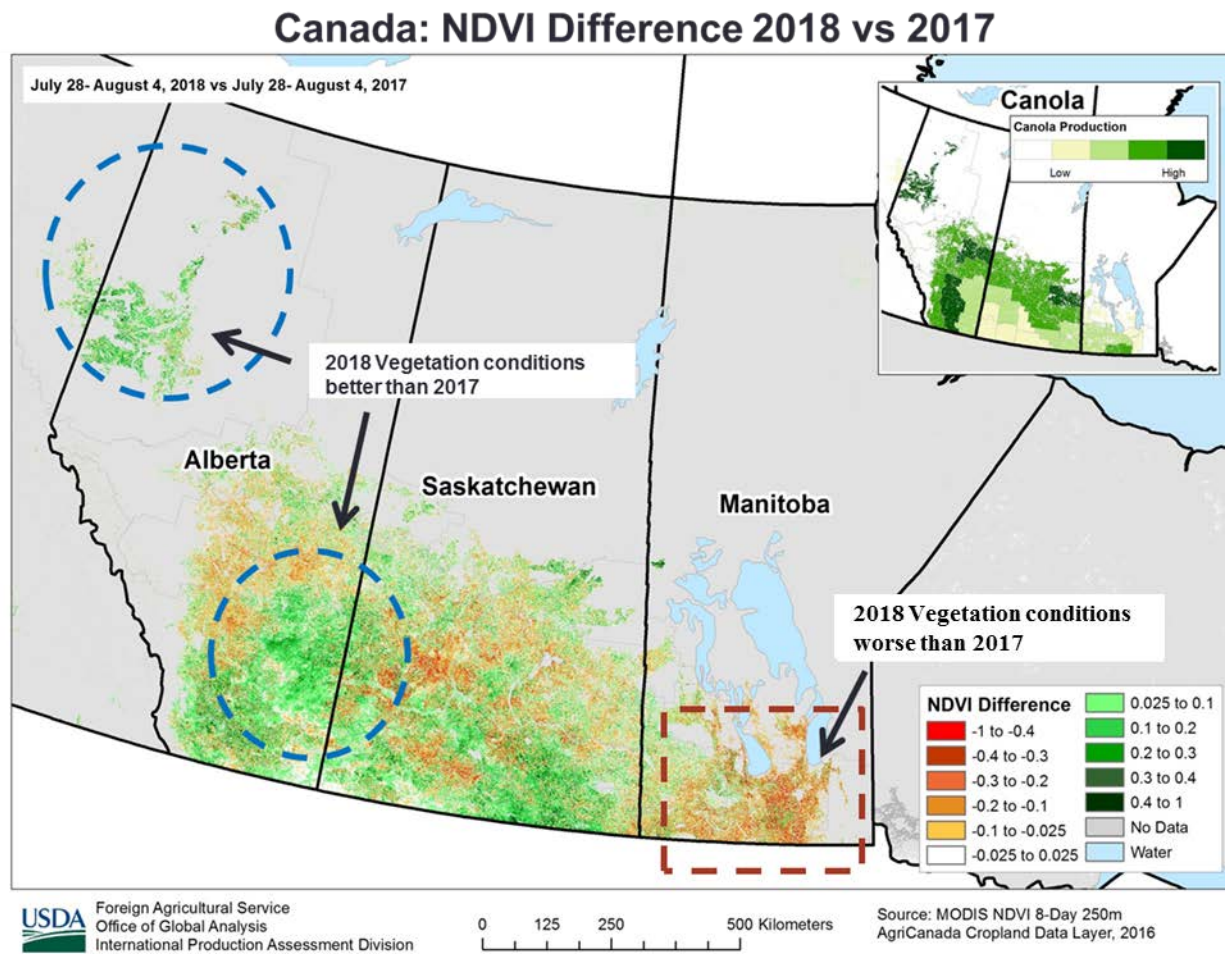 Canada: NDVI Difference 2018 vs 2017
July 28- August 4, 2018 vs July 28- August 4, 2017
Canola
Canola Production
Low High
2018 Vegetation conditions
better than 2017
Alberta
Saskatchewan
Manitoba
2018 Vegetation conditions
worse than 2017
NDVI Difference
-1 to -0.4
-0.4 to -0.3
-0.3 to -0.2
-0.2 to -0.1
-0.1 to -0.025
-0.025 to 0.025
0.025 to 0.1
0.1 to 0.2
0.2 to 0.3
0.3 to 0.4
0.4 to 1
No Data
Water
USDA
Foreign Agricultural Service
Office of Global Analysis
International Production Assessment Division
0 125 250 500 Kilometers
Source: MODIS NDVI 8-Day 250m
AgriCanada Cropland Data Layer, 2016